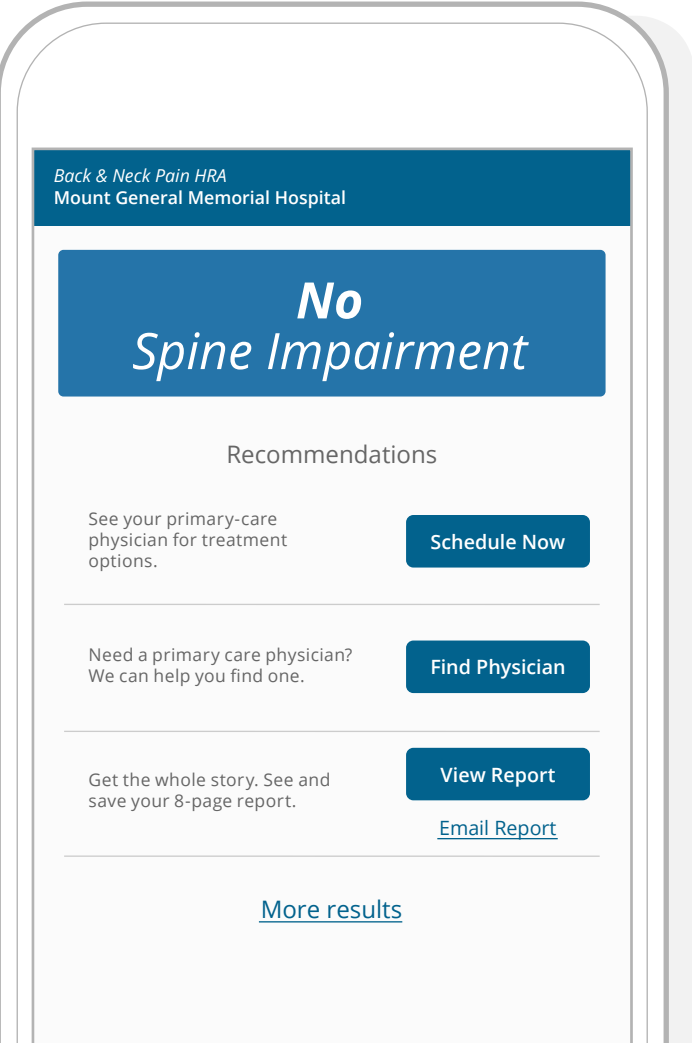 Back & Neck Pain HRA
Mount General Memorial Hospital
No
Spine Impairment
Recommendations
See your primary-care
physician for treatment
options.
Schedule Now
Need a primary care physician?
We can help you find one.
Find Physician
Get the whole story. See and
save your 8-page report.
View Report
Email Report
More results